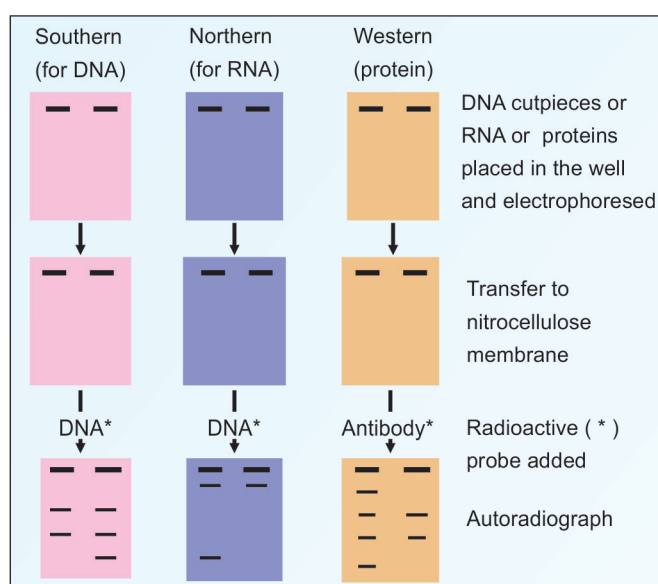 Southern
(for DNA)
Northern
(for RNA)
Western
(protein)
DNA cutpieces or
RNA or proteins
placed in the well
and electrophoresed
Transfer to
nitrocellulose
membrane
DNA*
DNA*
Antibody*
Radioactive ( * )
probe added
Autoradiograph